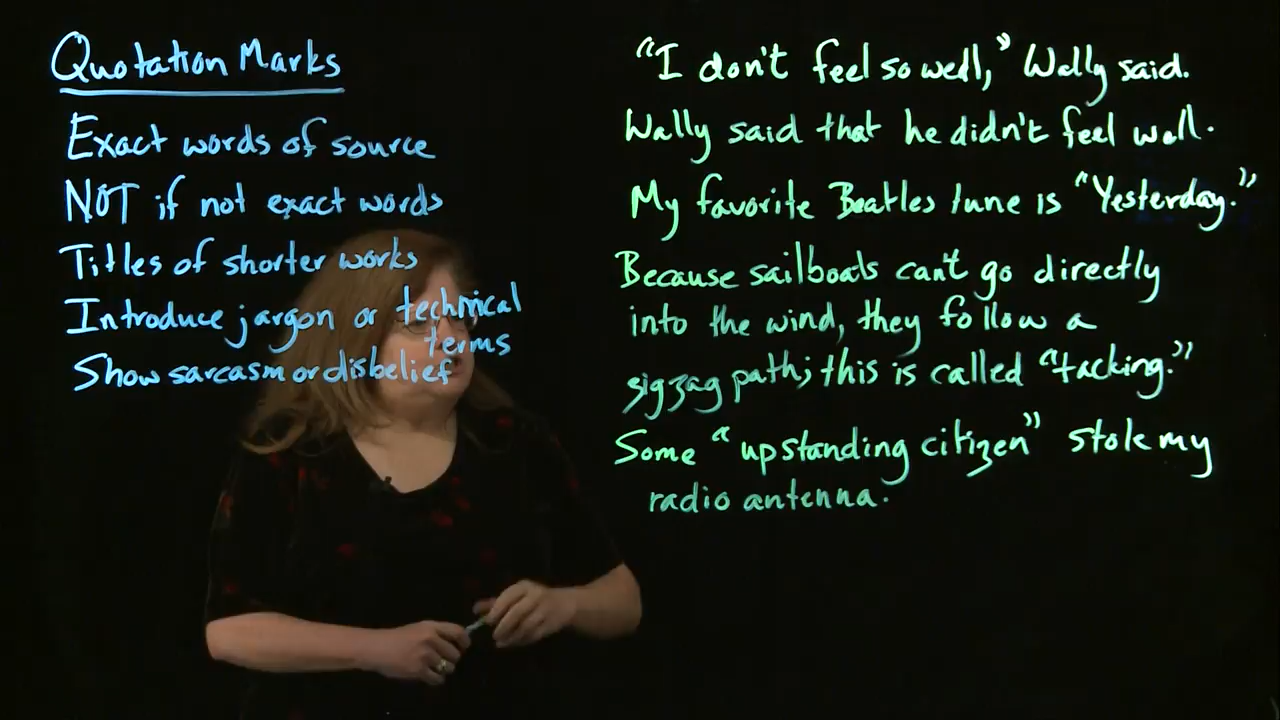 Quotation Marks
Exact words of source
NOT if not exact words
Titles of shorter works
Introduce jargon or technical
terms
Show sarcasm or disbelief
“I don't feel so well,” Wally said.
Wally said that he didn't feel well.
My favorite Beatles tune is “Yesterday.”
Because sailboats can't go directly
into the wind, they follow a
zigzag path; this is called “tacking.”
Some “upstanding citizen” stole my
radio antenna.